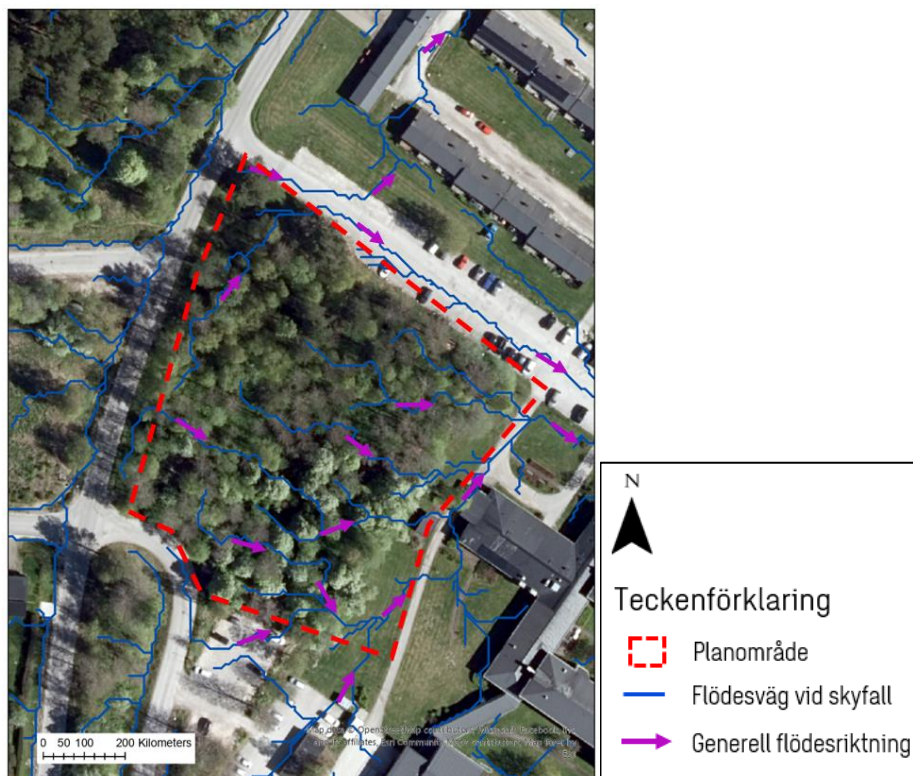 0 50 100 200 Kilometers
N
Teckenförklaring
Planområde
Flödesväg vid skyfall
Generell flödesriktning